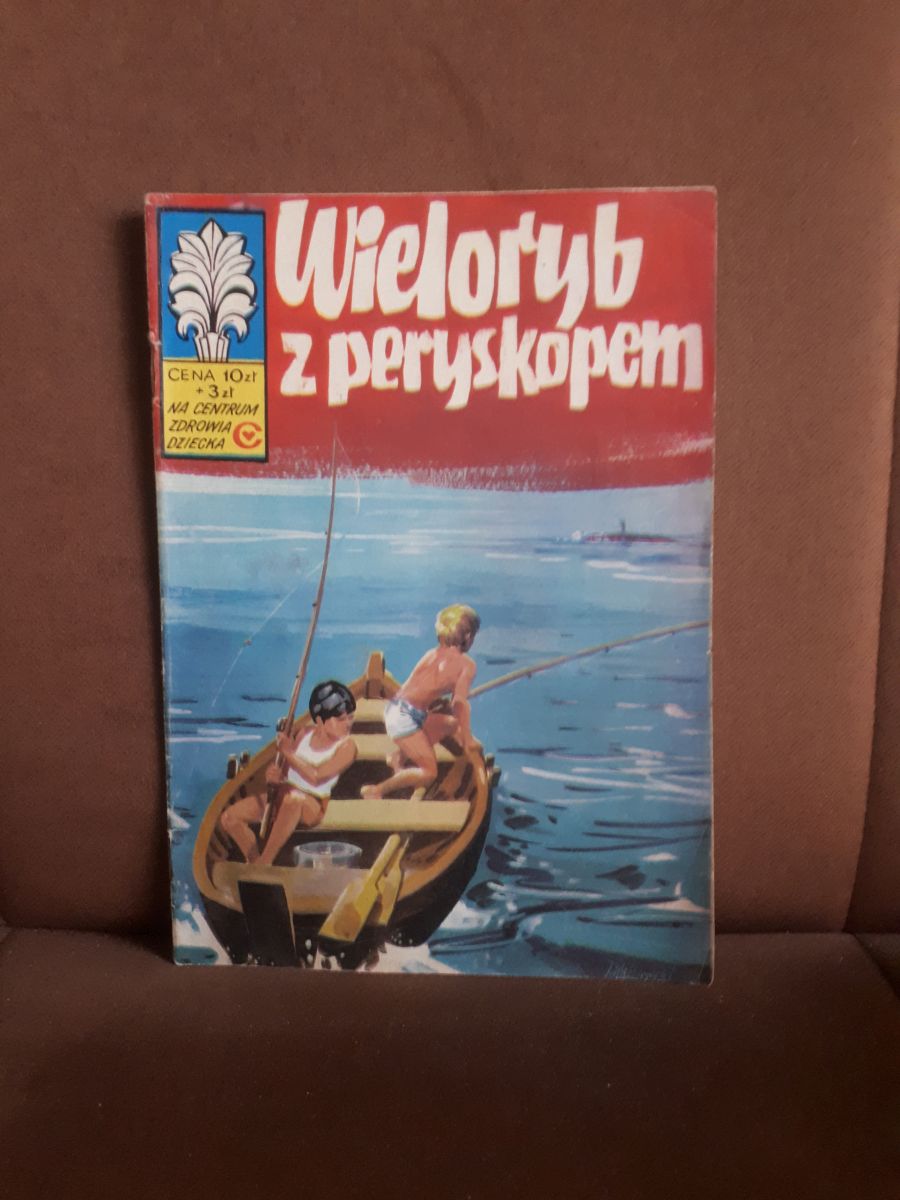 Wieloryb
z peryskopem
CENA 10zł
+ 3zł
NA CENTRUM
ZDROWIA
DZIECKA